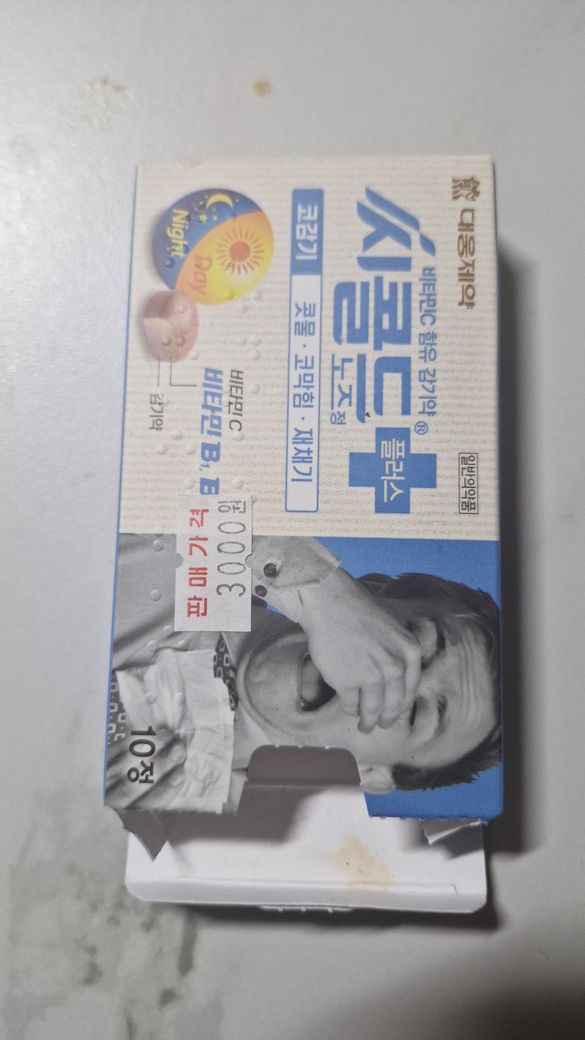 대웅제약
비타민C 함유 감기약
씨콜드®
플러스
노즈정
일반의약품
코감기
콧물 · 코막힘 · 재채기
Night
Day
비타민 C
비타민 B1,
감기약
판매가격
3000원
10정